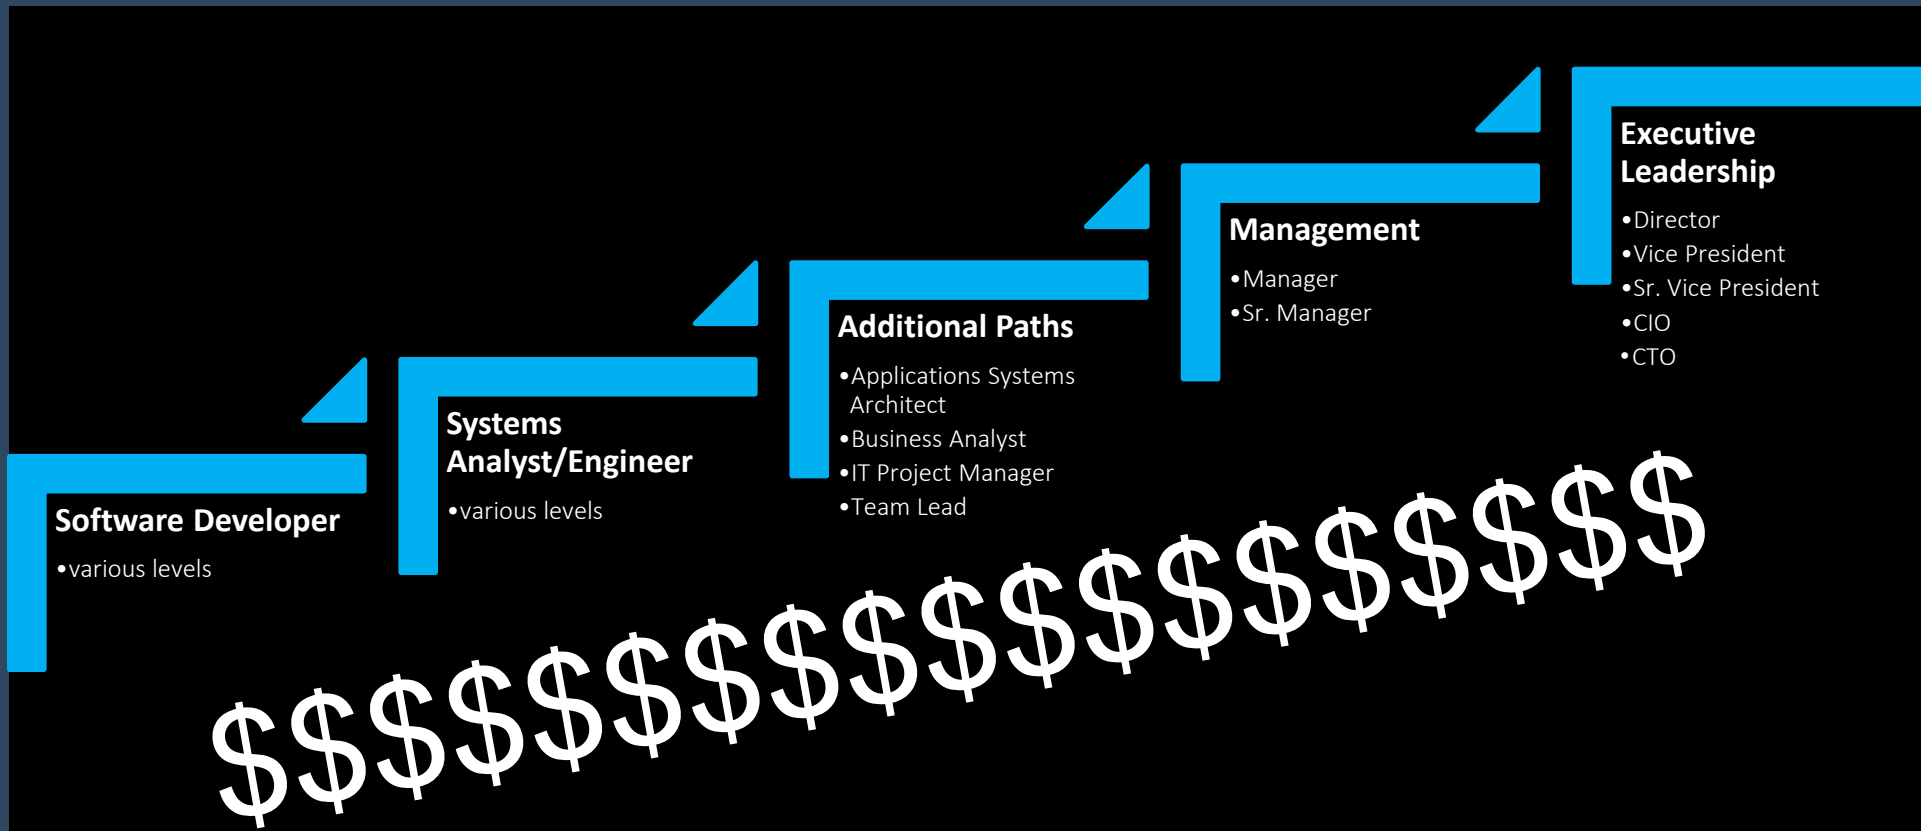 Software Developer
•various levels
Systems
Analyst/Engineer
•various levels
Additional Paths
•Applications Systems
Architect
•Business Analyst
•IT Project Manager
•Team Lead
Management
•Manager
•Sr. Manager
Executive
Leadership
•Director
•Vice President
•Sr. Vice President
•CIO
•CTO
$$$$$$$$$$$$$$$$$$$